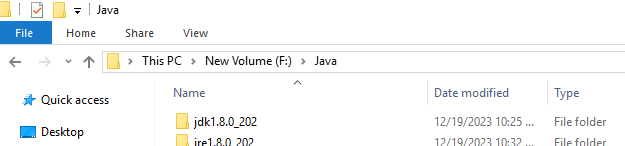 Java
File Home Share View
This PC New Volume (F:) Java
Name Date modified Type
Quick access
jdk1.8.0_202 12/19/2023 10:25 ... File folder
Desktop
jre1.8.0_202 12/19/2023 10:32 ... File folder